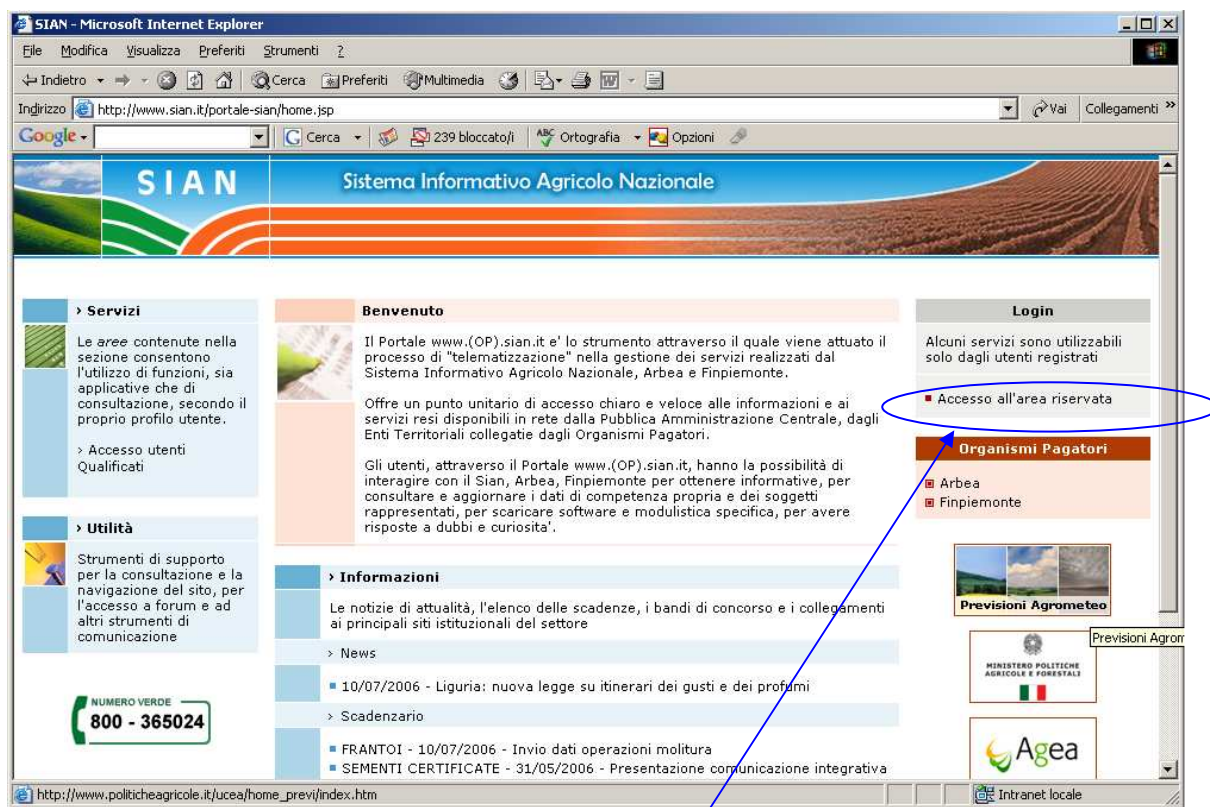 SIAN - Microsoft Internet Explorer
File Modifica Visualizza Preferiti Strumenti ?
Indietro Cerca Preferiti Multimedia
Indirizzo http://www.sian.it/portale-sian/home.jsp Vai Collegamenti »
Google Cerca 239 bloccato/i ABC Ortografia Opzioni
SIAN Sistema Informativo Agricolo Nazionale
› Servizi
Le aree contenute nella
sezione consentono
l'utilizzo di funzioni, sia
applicative che di
consultazione, secondo il
proprio profilo utente.
› Accesso utenti
Qualificati
› Utilità
Strumenti di supporto
per la consultazione e la
navigazione del sito, per
l'accesso a forum e ad
altri strumenti di
comunicazione
NUMERO VERDE
800 - 365024
Benvenuto
Il Portale www.(OP).sian.it e' lo strumento attraverso il quale viene attuato il
processo di "telematizzazione" nella gestione dei servizi realizzati dal
Sistema Informativo Agricolo Nazionale, Arbea e Finpiemonte.
Offre un punto unitario di accesso chiaro e veloce alle informazioni e ai
servizi resi disponibili in rete dalla Pubblica Amministrazione Centrale, dagli
Enti Territoriali collegatie dagli Organismi Pagatori.
Gli utenti, attraverso il Portale www.(OP).sian.it, hanno la possibilità di
interagire con il Sian, Arbea, Finpiemonte per ottenere informative, per
consultare e aggiornare i dati di competenza propria e dei soggetti
rappresentati, per scaricare software e modulistica specifica, per avere
risposte a dubbi e curiosita'.
› Informazioni
Le notizie di attualità, l'elenco delle scadenze, i bandi di concorso e i collegamenti
ai principali siti istituzionali del settore
› News
10/07/2006 - Liguria: nuova legge su itinerari dei gusti e dei profumi
› Scadenzario
FRANTOI - 10/07/2006 - Invio dati operazioni molitura
SEMENTI CERTIFICATE - 31/05/2006 - Presentazione comunicazione integrativa
Login
Alcuni servizi sono utilizzabili
solo dagli utenti registrati
Accesso all'area riservata
Organismi Pagatori
Arbea
Finpiemonte
Previsioni Agrometeo
Previsioni Agrom
MINISTERO POLITICHE
AGRICOLE E FORESTALI
Agea
http://www.politicheagricole.it/ucea/home_previ/index.htm Intranet locale